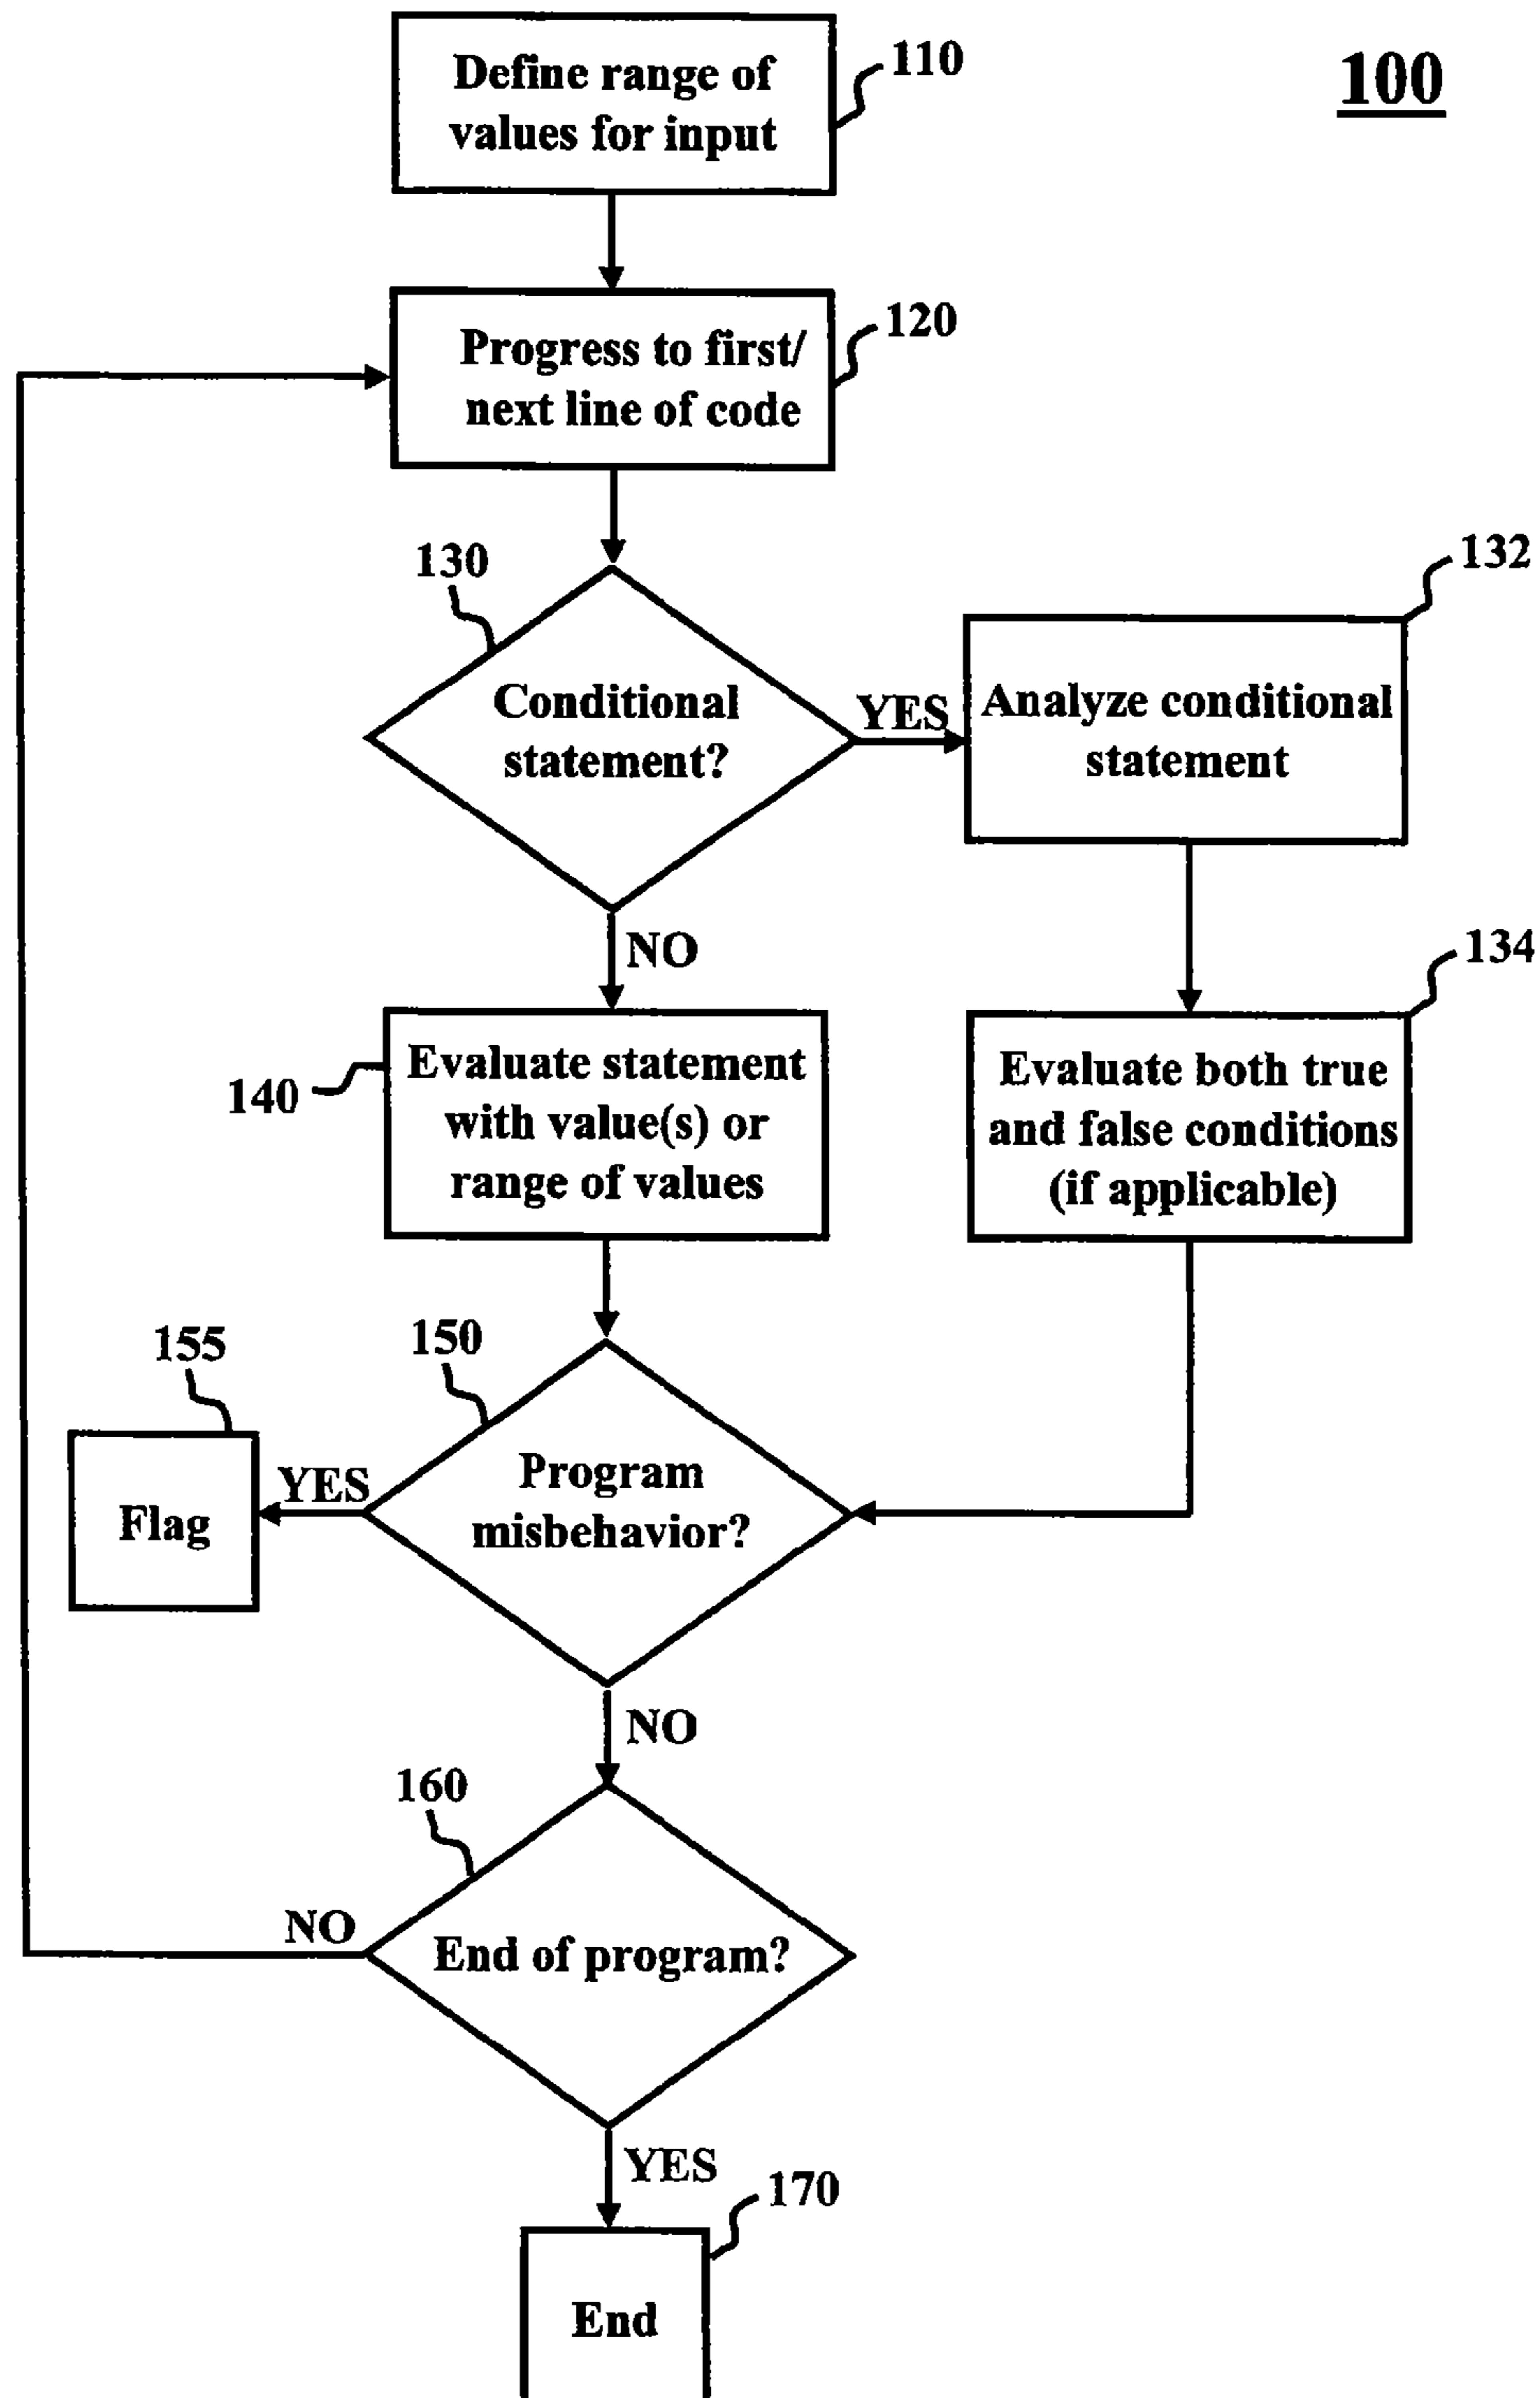 100
Define range of
values for input
110
Progress to first/
next line of code
120
130
Conditional
statement?
YES
132
Analyze conditional
statement
NO
134
Evaluate both true
and false conditions
(if applicable)
140
Evaluate statement
with value(s) or
range of values
150
Program
misbehavior?
YES
155
Flag
NO
160
End of program?
NO
YES
170
End